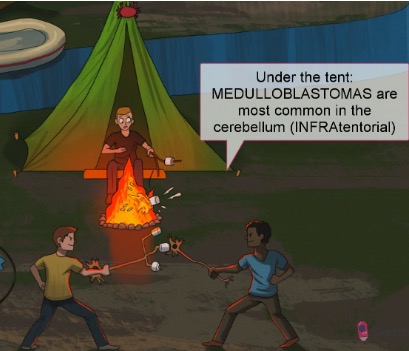 Under the tent:
MEDULLOBLASTOMAS are
most common in the
cerebellum (INFRAtentorial)